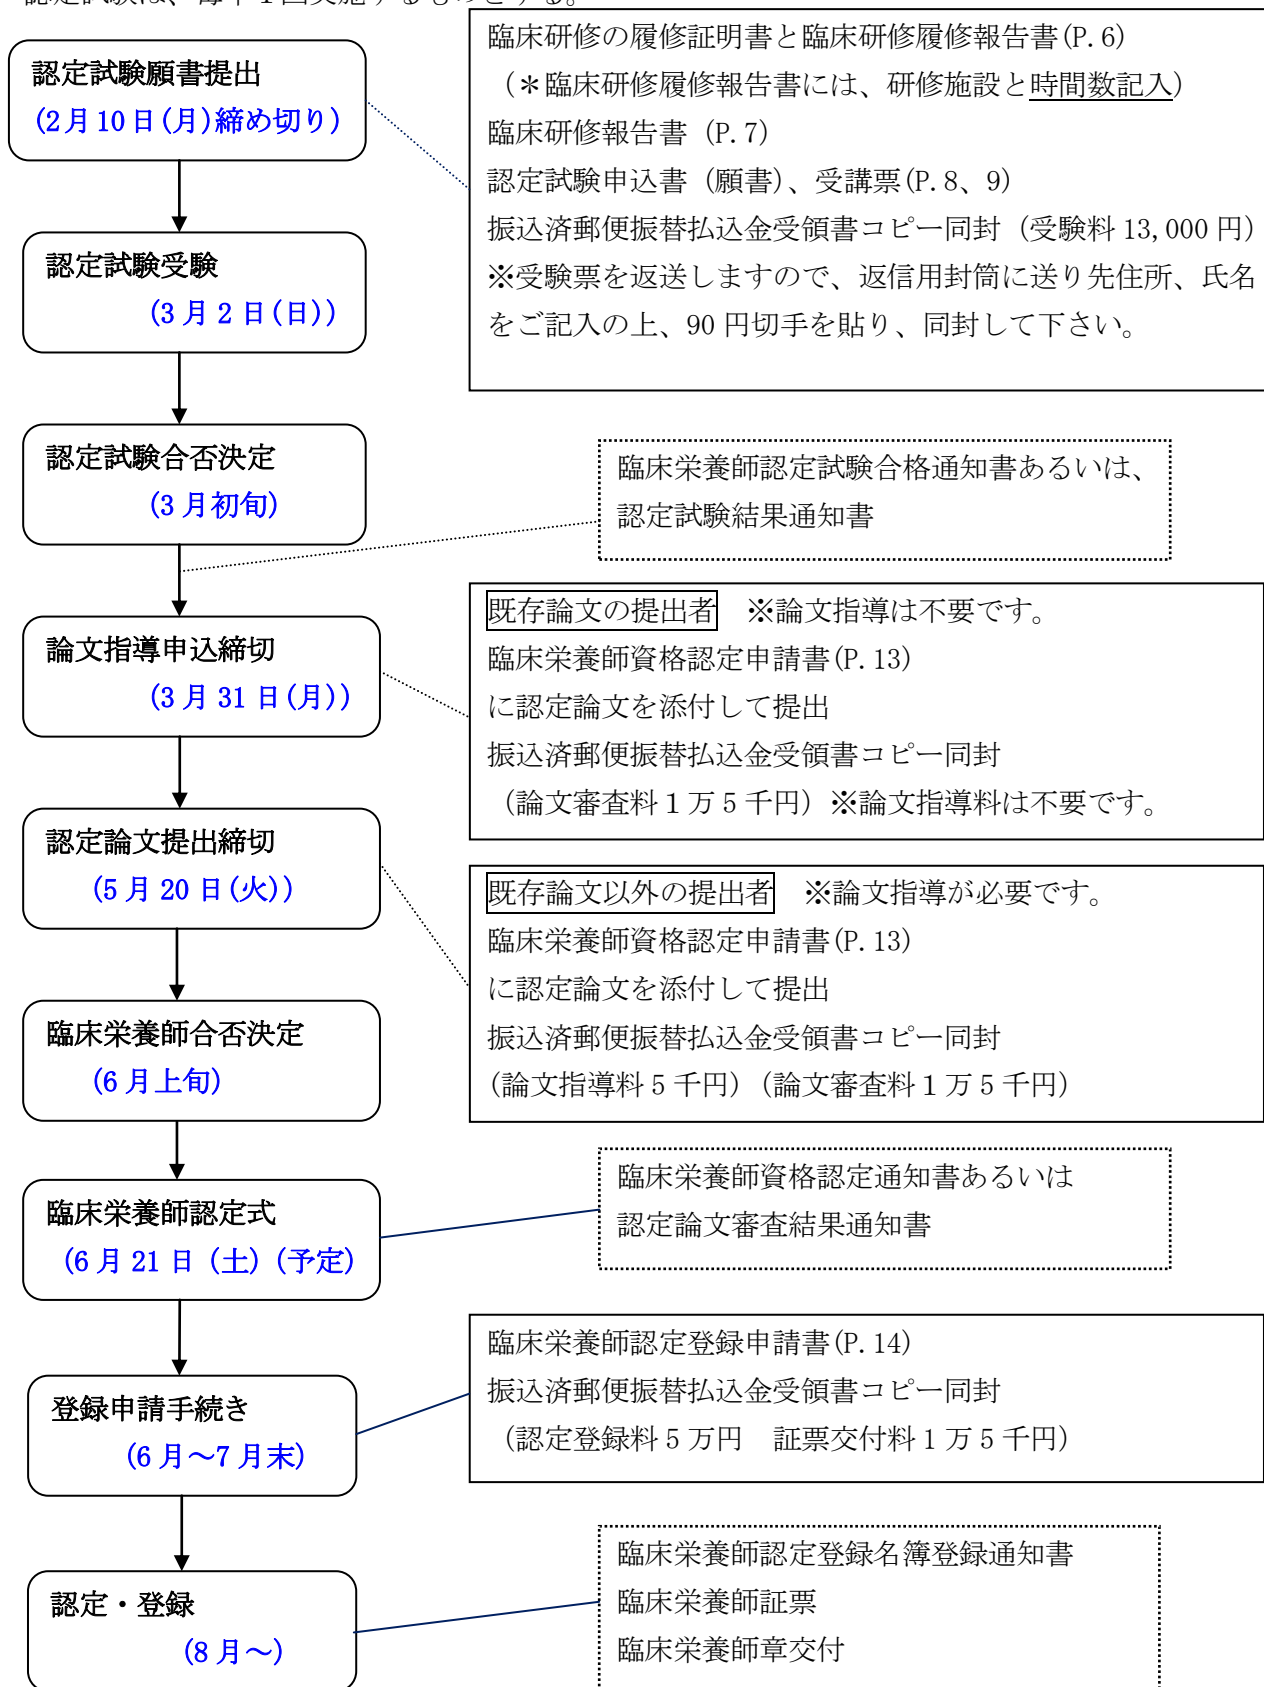 認定試験は、毎年１回実施するものとする。
認定試験願書提出
(2月10日(月)締め切り)
臨床研修の履修証明書と臨床研修履修報告書(P.6)
（＊臨床研修履修報告書には、研修施設と時間数記入）
臨床研修報告書（P.7)
認定試験申込書（願書)、受講票(P.8、9)
振込済郵便振替払込金受領書コピー同封（受験料13,000円）
※受験票を返送しますので、返信用封筒に送り先住所、氏名
をご記入の上、90円切手を貼り、同封して下さい。
認定試験受験
(3月2日(日))
認定試験合否決定
(3月初旬)
臨床栄養師認定試験合格通知書あるいは、
認定試験結果通知書
論文指導申込締切
(3月31日(月))
既存論文の提出者　※論文指導は不要です。
臨床栄養師資格認定申請書(P.13)
に認定論文を添付して提出
振込済郵便振替払込金受領書コピー同封
（論文審査料１万５千円）※論文指導料は不要です。
認定論文提出締切
(5月20日(火))
既存論文以外の提出者　※論文指導が必要です。
臨床栄養師資格認定申請書(P.13)
に認定論文を添付して提出
振込済郵便振替払込金受領書コピー同封
(論文指導料５千円）(論文審査料１万５千円）
臨床栄養師合否決定
(6月上旬)
臨床栄養師認定式
(6月21日（土）(予定)
臨床栄養師資格認定通知書あるいは
認定論文審査結果通知書
登録申請手続き
(6月～7月末)
臨床栄養師認定登録申請書(P.14)
振込済郵便振替払込金受領書コピー同封
（認定登録料５万円　証票交付料１万５千円）
認定・登録
(8月～)
臨床栄養師認定登録名簿登録通知書
臨床栄養師証票
臨床栄養師章交付